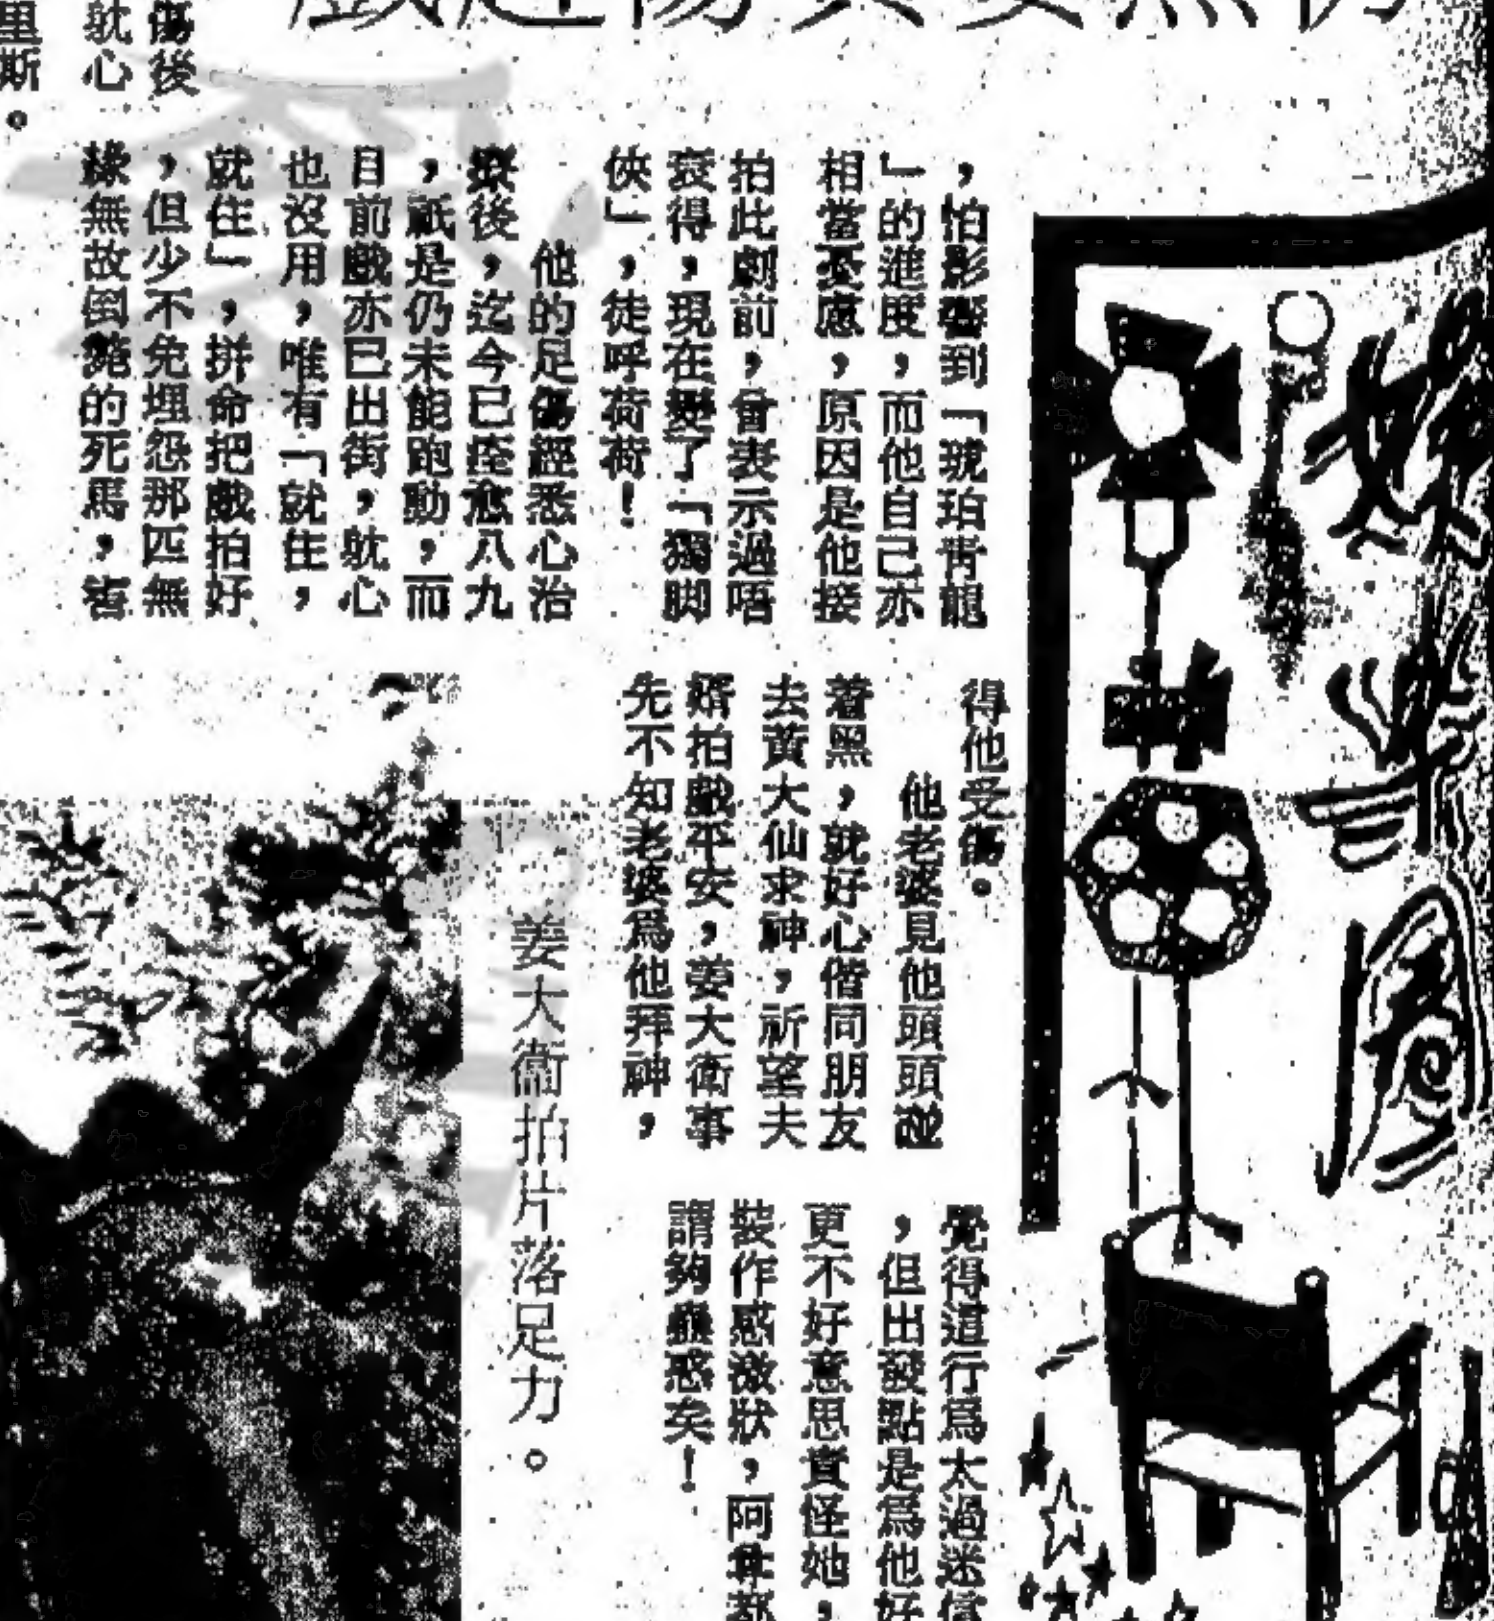 傷後
躭心
里斯。
，怕影響到「琥珀青龍
」的進度，而他自己亦
相當憂慮，原因是他接
拍此劇前，曾表示過唔
衰得，現在變了「獨脚
俠」，徒呼荷荷！
他的足傷經悉心治
療後，迄今已痊愈八九
，祇是仍未能跑動，而
目前戲亦已出街，躭心
也沒用，唯有「就住，
就住」，拼命把戲拍好
，但少不免埋怨那匹無
緣無故倒斃的死馬，害
得他受傷。
他老婆見他頭頭碰
着黑，就好心偕同朋友
去黃大仙求神，祈望夫
婿拍戲平安，姜大衛事
先不知老婆爲他拜神，
覺得這行爲太過迷信
，但出發點是爲他好
更不好意思責怪她，
裝作感激狀，阿都
謂夠蠱惑矣！
姜大衞拍片落足力。